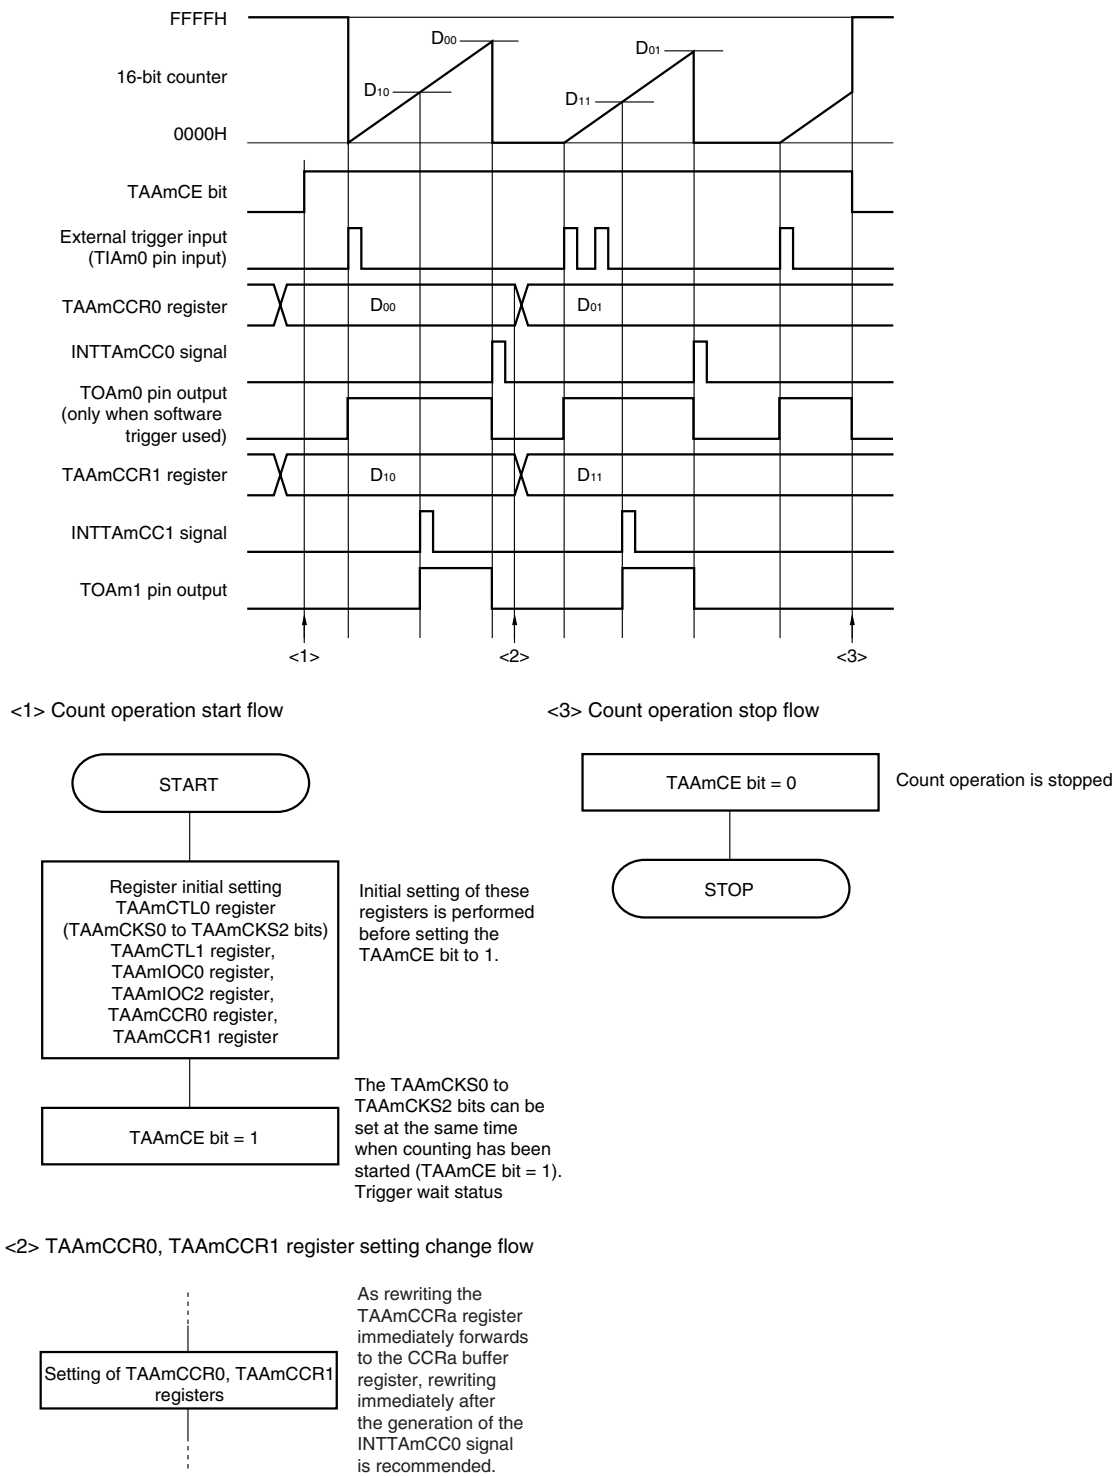 FFFFH
D00
D01
16-bit counter
D10
D11
0000H
TAAmCE bit
External trigger input
(TIAm0 pin input)
TAAmCCR0 register
D00
D01
INTTAmCC0 signal
TOAm0 pin output
(only when software
trigger used)
TAAmCCR1 register
D10
D11
INTTAmCC1 signal
TOAm1 pin output
<1>
<2>
<3>
<1> Count operation start flow
START
Register initial setting
TAAmCTL0 register
(TAAmCKS0 to TAAmCKS2 bits)
TAAmCTL1 register,
TAAmIOC0 register,
TAAmIOC2 register,
TAAmCCR0 register,
TAAmCCR1 register
Initial setting of these
registers is performed
before setting the
TAAmCE bit to 1.
TAAmCE bit = 1
The TAAmCKS0 to
TAAmCKS2 bits can be
set at the same time
when counting has been
started (TAAmCE bit = 1).
Trigger wait status
<3> Count operation stop flow
TAAmCE bit = 0
Count operation is stopped
STOP
<2> TAAmCCR0, TAAmCCR1 register setting change flow
Setting of TAAmCCR0, TAAmCCR1
registers
As rewriting the
TAAmCCRa register
immediately forwards
to the CCRa buffer
register, rewriting
immediately after
the generation of the
INTTAmCC0 signal
is recommended.